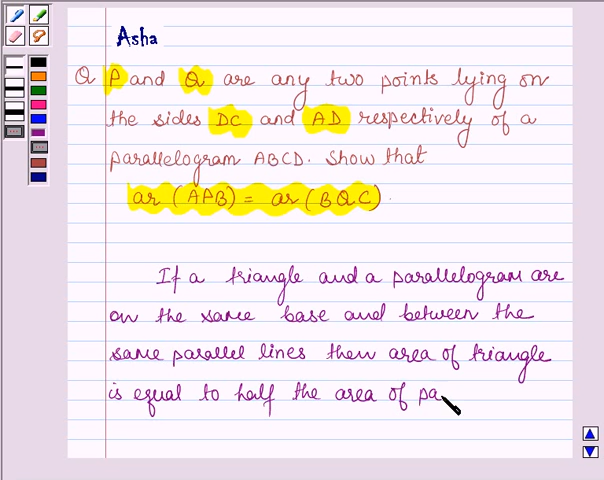 Asha
Q P and Q are any two points lying on
the sides DC and AD respectively of a
parallelogram ABCD. Show that
ar (APB) = ar (BQC).
If a triangle and a parallelogram are
on the same base and between the
same parallel lines then area of triangle
is equal to half the area of pa